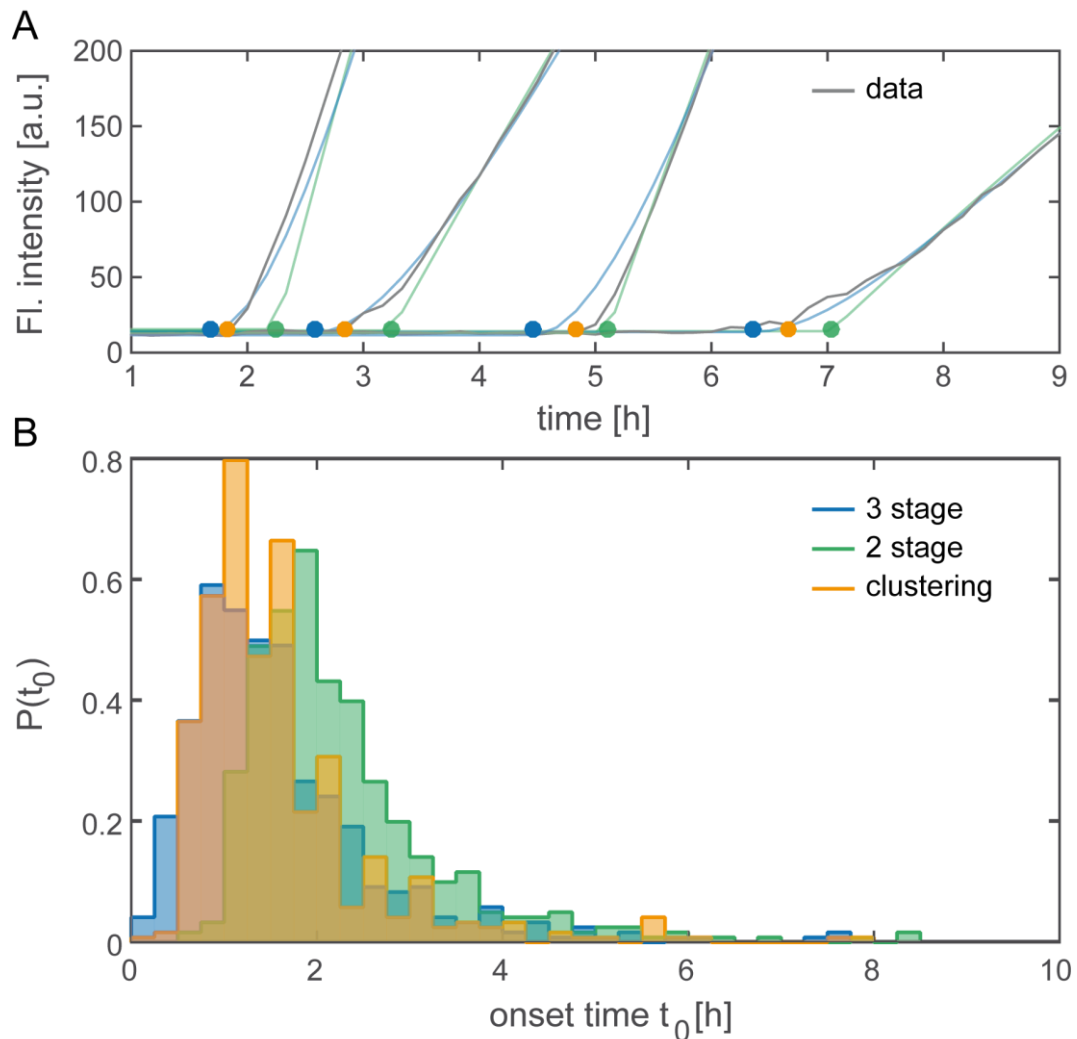 A
200
150
100
50
0
Fl. intensity [a.u.]
data
1 2 3 4 5 6 7 8 9
time [h]
B
0.8
0.6
0.4
0.2
0
P(t₀)
3 stage
2 stage
clustering
0 2 4 6 8 10
onset time t₀[h]